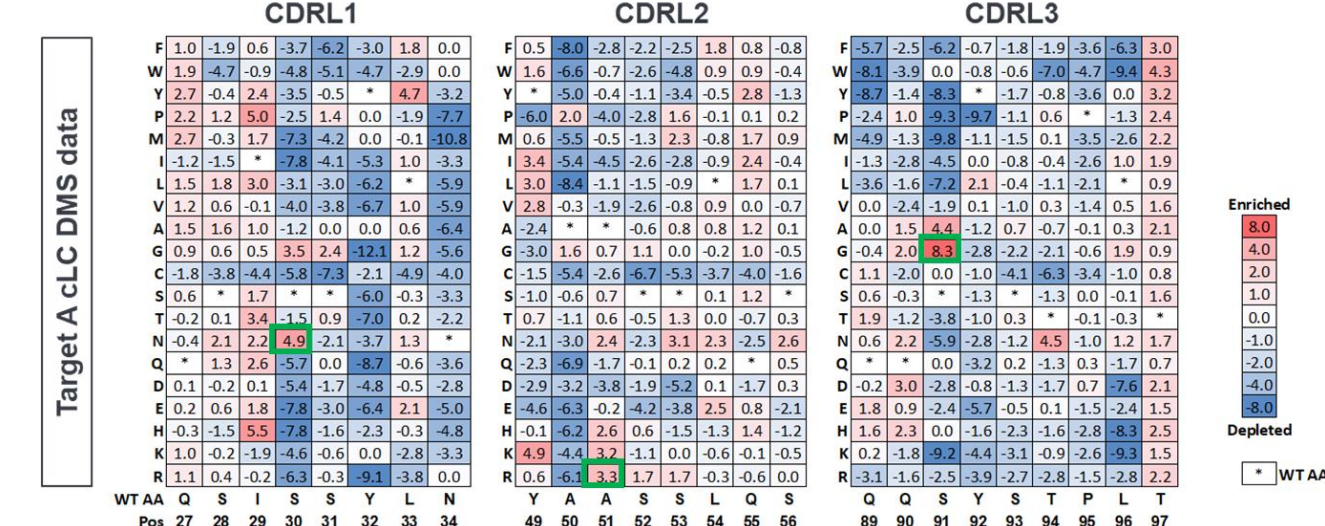 CDRL1 CDRL2 CDRL3
Target A cLC DMS data
F 1.0 -1.9 0.6 -3.7 -6.2 -3.0 1.8 0.0 0.5 -8.0 -2.8 -2.2 -2.5 1.8 0.8 -0.8 F -5.7 -2.5 -6.2 -0.7 -1.8 -1.9 -3.6 -6.3 3.0
W 1.9 -4.7 -0.9 -4.8 -5.1 -4.7 -2.9 0.0 W 1.6 -6.6 -0.7 -2.6 -4.8 0.9 0.9 -0.4 W -8.1 -3.9 0.0 -0.8 -0.6 -7.0 -4.7 -9.4 4.3
Y 2.7 -0.4 2.4 -3.5 -0.5 * 4.7 -3.2 Y * -5.0 -0.4 -1.1 -3.4 -0.5 2.8 -1.3 Y -8.7 -1.4 -8.3 * -1.7 -0.8 -3.6 0.0 3.2
P 2.2 1.2 5.0 -2.5 1.4 0.0 -1.9 -7.7 P -6.0 2.0 -4.0 -2.8 1.6 -0.1 0.1 0.2 P -2.4 1.0 -9.3 -9.7 -1.1 0.6 * -1.3 2.4
M 2.7 -0.3 1.7 -7.3 -4.2 0.0 -0.1 -10.8 M 0.6 -5.5 -0.5 -1.3 2.3 -0.8 1.7 0.9 M -4.9 -1.3 -9.8 -1.1 -1.5 0.1 -3.5 -2.6 2.2
I -1.2 -1.5 * -7.8 -4.1 -5.3 1.0 -3.3 I 3.4 -5.4 -4.5 -2.6 -2.8 -0.9 2.4 -0.4 I -1.3 -2.8 -4.5 0.0 -0.8 -0.4 -2.6 1.0 1.9
L 1.5 1.8 3.0 -3.1 -3.0 -6.2 * -5.9 L 3.0 -8.4 -1.1 -1.5 -0.9 * 1.7 0.1 L -3.6 -1.6 -7.2 2.1 -0.4 -1.1 -2.1 * 0.9
V 1.2 0.6 -0.1 -4.0 -3.8 -6.7 1.0 -5.9 V 2.8 -0.3 -1.9 -2.6 -0.8 0.9 0.0 -0.7 V 0.0 -2.4 -1.9 0.1 -1.0 0.3 -1.4 0.5 1.6
A 1.5 1.6 1.0 -1.2 0.0 0.0 0.6 -6.4 A -2.4 * * -0.6 0.8 0.8 1.2 0.1 A 0.0 1.5 4.4 -1.2 0.7 -0.7 -0.1 0.3 2.1
G 0.9 0.6 0.5 3.5 2.4 -12.1 1.2 -5.6 G -3.0 1.6 0.7 1.1 0.0 -0.2 1.0 -0.5 G -0.4 2.0 8.3 -2.8 -2.2 -2.1 -0.6 1.9 0.9
C -1.8 -3.8 -4.4 -5.8 -7.3 -2.1 -4.9 -4.0 C -1.5 -5.4 -2.6 -6.7 -5.3 -3.7 -4.0 -1.6 C 1.1 -2.0 0.0 -1.0 -4.1 -6.3 -3.4 -1.0 0.8
S 0.6 * 1.7 * * -6.0 -0.3 -3.3 S -1.0 -0.6 0.7 * * 0.1 1.2 * S 0.6 -0.3 * -1.3 * -1.3 0.0 -0.1 1.6
T -0.2 0.1 3.4 -1.5 0.9 -7.0 0.2 -2.2 T 0.7 -1.1 0.6 -0.5 1.3 0.0 -0.7 0.3 T 1.9 -1.2 -3.8 -1.0 0.3 * -0.1 -0.3 *
N -0.4 2.1 2.2 4.9 -2.1 -3.7 1.3 * N -2.1 -3.0 2.4 -2.3 3.1 2.3 -2.5 2.6 N 0.6 2.2 -5.9 -2.8 -1.2 4.5 -1.0 1.2 1.7
Q * 1.3 2.6 -5.7 0.0 -8.7 -0.6 -3.6 Q -2.3 -6.9 -1.7 -0.1 0.2 0.2 * 0.5 Q * * 0.0 -3.2 0.2 -1.3 0.3 -1.7 0.7
D 0.1 -0.2 0.1 -5.4 -1.7 -4.8 -0.5 -2.8 D -2.9 -3.2 -3.8 -1.9 -5.2 0.1 -1.7 0.3 D -0.2 3.0 -2.8 -0.8 -1.3 -1.7 0.7 -7.6 2.1
E 0.2 0.6 1.8 -7.8 -3.0 -6.4 2.1 -5.0 E -4.6 -6.3 -0.2 -4.2 -3.8 2.5 0.8 -2.1 E 1.8 0.9 -2.4 -5.7 -0.5 0.1 -1.5 -2.4 1.5
H -0.3 -1.5 5.5 -7.8 -1.6 -2.3 -0.3 -4.8 H -0.1 -6.2 2.6 0.6 -1.5 -1.3 1.4 -1.2 H 1.6 2.3 0.0 -1.6 -2.3 -1.6 -2.8 -8.3 2.5
K 1.0 -0.2 -1.9 -4.6 -0.6 0.0 -2.8 -3.3 K 4.9 -4.4 3.2 -1.1 0.0 -0.6 -0.1 -0.5 K 0.2 -1.8 -9.2 -4.4 -3.1 -0.9 -2.6 -9.3 1.5
R 1.1 0.4 -0.2 -6.3 -0.3 -9.1 -3.8 0.0 R 0.6 -6.1 3.3 1.7 1.7 -0.3 -0.6 0.0 R -3.1 -1.6 -2.5 -3.9 -2.7 -2.8 -1.5 -2.8 2.2
WT AA Q S I S S Y L N Y A A S S L Q S Q Q S Y S T P L T
Pos 27 28 29 30 31 32 33 34 49 50 51 52 53 54 55 56 89 90 91 92 93 94 95 96 97
Enriched
8.0
4.0
2.0
1.0
0.0
-1.0
-2.0
-4.0
-8.0
Depleted
* WT AA